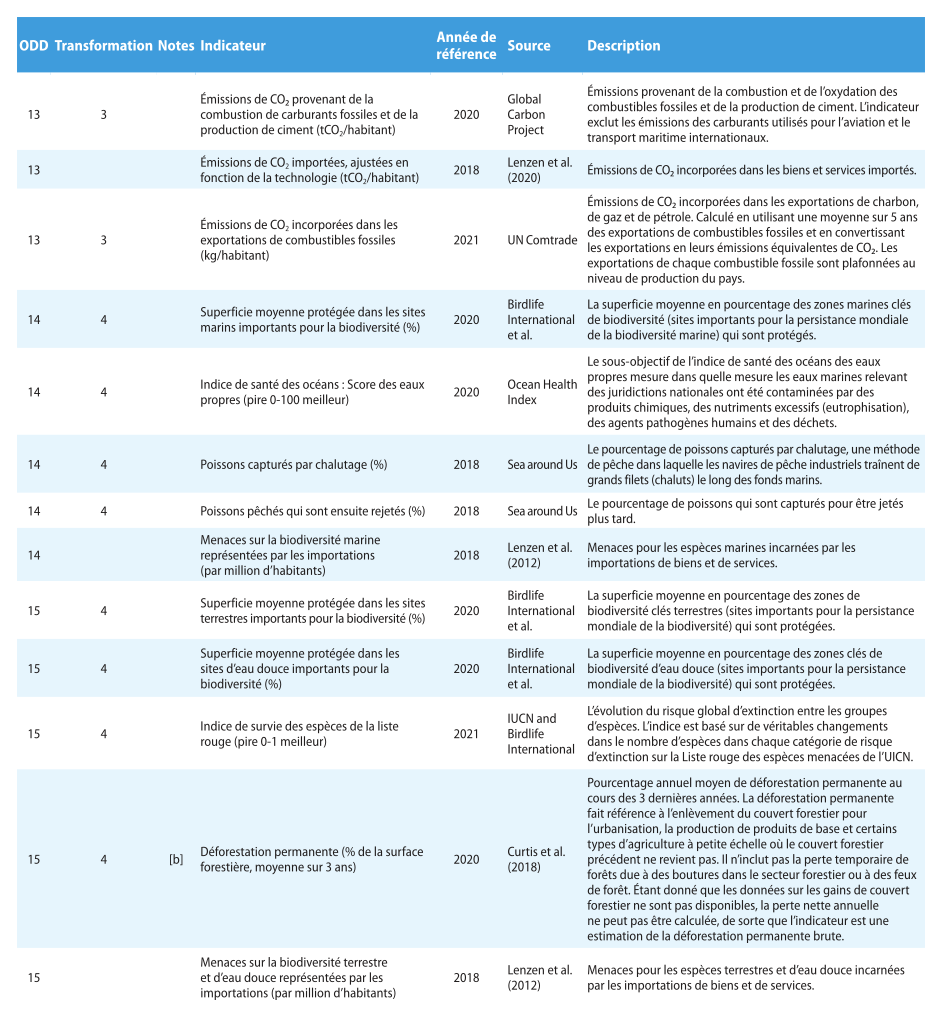 ODD Transformation Notes Indicateur Année de référence Source Description
13 3 Émissions de CO₂ provenant de la combustion de carburants fossiles et de la production de ciment (tCO₂/habitant) 2020 Global Carbon Project Émissions provenant de la combustion et de l’oxydation des combustibles fossiles et de la production de ciment. L’indicateur exclut les émissions des carburants utilisés pour l’aviation et le transport maritime internationaux.
13 Émissions de CO₂ importées, ajustées en fonction de la technologie (tCO₂/habitant) 2018 Lenzen et al. (2020) Émissions de CO₂ incorporées dans les biens et services importés.
13 3 Émissions de CO₂ incorporées dans les exportations de combustibles fossiles (kg/habitant) 2021 UN Comtrade Émissions de CO₂ incorporées dans les exportations de charbon, de gaz et de pétrole. Calculé en utilisant une moyenne sur 5 ans des exportations de combustibles fossiles et en convertissant les exportations en leurs émissions équivalentes de CO₂. Les exportations de chaque combustible fossile sont plafonnées au niveau de production du pays.
14 4 Superficie moyenne protégée dans les sites marins importants pour la biodiversité (%) 2020 Birdlife International et al. La superficie moyenne en pourcentage des zones marines clés de biodiversité (sites importants pour la persistance mondiale de la biodiversité marine) qui sont protégés.
14 4 Indice de santé des océans : Score des eaux propres (pire 0-100 meilleur) 2020 Ocean Health Index Le sous-objectif de l’indice de santé des océans des eaux propres mesure dans quelle mesure les eaux marines relevant des juridictions nationales ont été contaminées par des produits chimiques, des nutriments excessifs (eutrophisation), des agents pathogènes humains et des déchets.
14 4 Poissons capturés par chalutage (%) 2018 Sea around Us Le pourcentage de poissons capturés par chalutage, une méthode de pêche dans laquelle les navires de pêche industriels traînent de grands filets (chaluts) le long des fonds marins.
14 4 Poissons pêchés qui sont ensuite rejetés (%) 2018 Sea around Us Le pourcentage de poissons qui sont capturés pour être jetés plus tard.
14 Menaces sur la biodiversité marine représentées par les importations (par million d’habitants) 2018 Lenzen et al. (2012) Menaces pour les espèces marines incarnées par les importations de biens et de services.
15 4 Superficie moyenne protégée dans les sites terrestres importants pour la biodiversité (%) 2020 Birdlife International et al. La superficie moyenne en pourcentage des zones de biodiversité clés terrestres (sites importants pour la persistance mondiale de la biodiversité) qui sont protégées.
15 4 Superficie moyenne protégée dans les sites d’eau douce importants pour la biodiversité (%) 2020 Birdlife International et al. La superficie moyenne en pourcentage des zones clés de biodiversité d’eau douce (sites importants pour la persistance mondiale de la biodiversité) qui sont protégées.
15 4 Indice de survie des espèces de la liste rouge (pire 0-1 meilleur) 2021 IUCN and Birdlife International L’évolution du risque global d’extinction entre les groupes d’espèces. L’indice est basé sur de véritables changements dans le nombre d’espèces dans chaque catégorie de risque d’extinction sur la Liste rouge des espèces menacées de l’UICN.
15 4 [b] Déforestation permanente (% de la surface forestière, moyenne sur 3 ans) 2020 Curtis et al. (2018) Pourcentage annuel moyen de déforestation permanente au cours des 3 dernières années. La déforestation permanente fait référence à l’enlèvement du couvert forestier pour l’urbanisation, la production de produits de base et certains types d’agriculture à petite échelle où le couvert forestier précédent ne revient pas. Il n’inclut pas la perte temporaire de forêts due à des boutures dans le secteur forestier ou à des feux de forêt. Étant donné que les données sur les gains de couvert forestier ne sont pas disponibles, la perte nette annuelle ne peut pas être calculée, de sorte que l’indicateur est une estimation de la déforestation permanente brute.
15 Menaces sur la biodiversité terrestre et d’eau douce représentées par les importations (par million d’habitants) 2018 Lenzen et al. (2012) Menaces pour les espèces terrestres et d’eau douce incarnées par les importations de biens et de services.